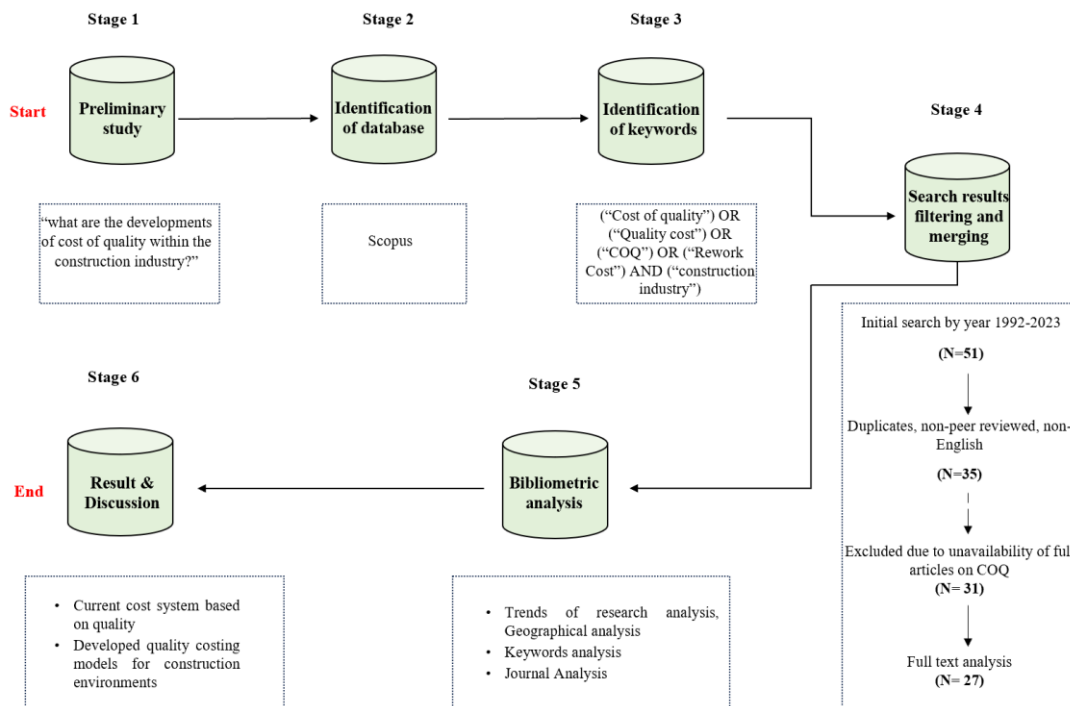 Stage 1
Stage 2
Stage 3
Start
Preliminary
study
Identification
of database
Identification
of keywords
Stage 4
Search results
filtering and
merging
“what are the developments
of cost of quality within the
construction industry?”
Scopus
(“Cost of quality”) OR
(“Quality cost”) OR
(“COQ”) OR (“Rework
Cost”) AND (“construction
industry”)
Initial search by year 1992-2023
(N=51)
Duplicates, non-peer reviewed, non-
English
(N=35)
Excluded due to unavailability of full
articles on COQ
(N= 31)
Full text analysis
(N= 27)
Stage 6
Stage 5
End
Result &
Discussion
Bibliometric
analysis
• Current cost system based
on quality
• Developed quality costing
models for construction
environments
• Trends of research analysis,
Geographical analysis
• Keywords analysis
• Journal Analysis